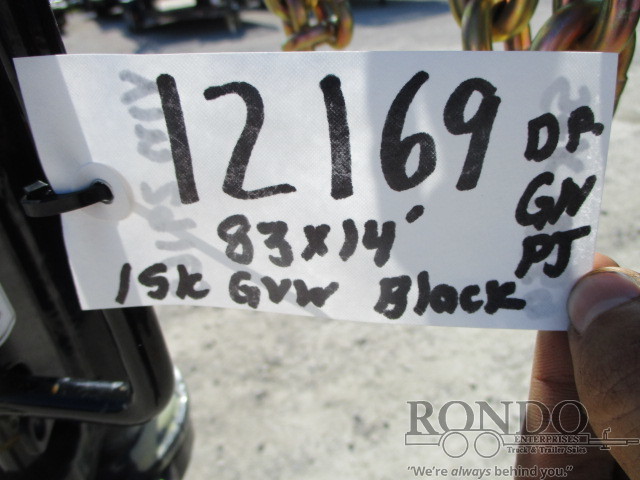 12169
83x14'
15k GVW Black
DP
GN
PJ
RONDO
ENTERPRISES
Truck & Trailer Sales
"We're always behind you."